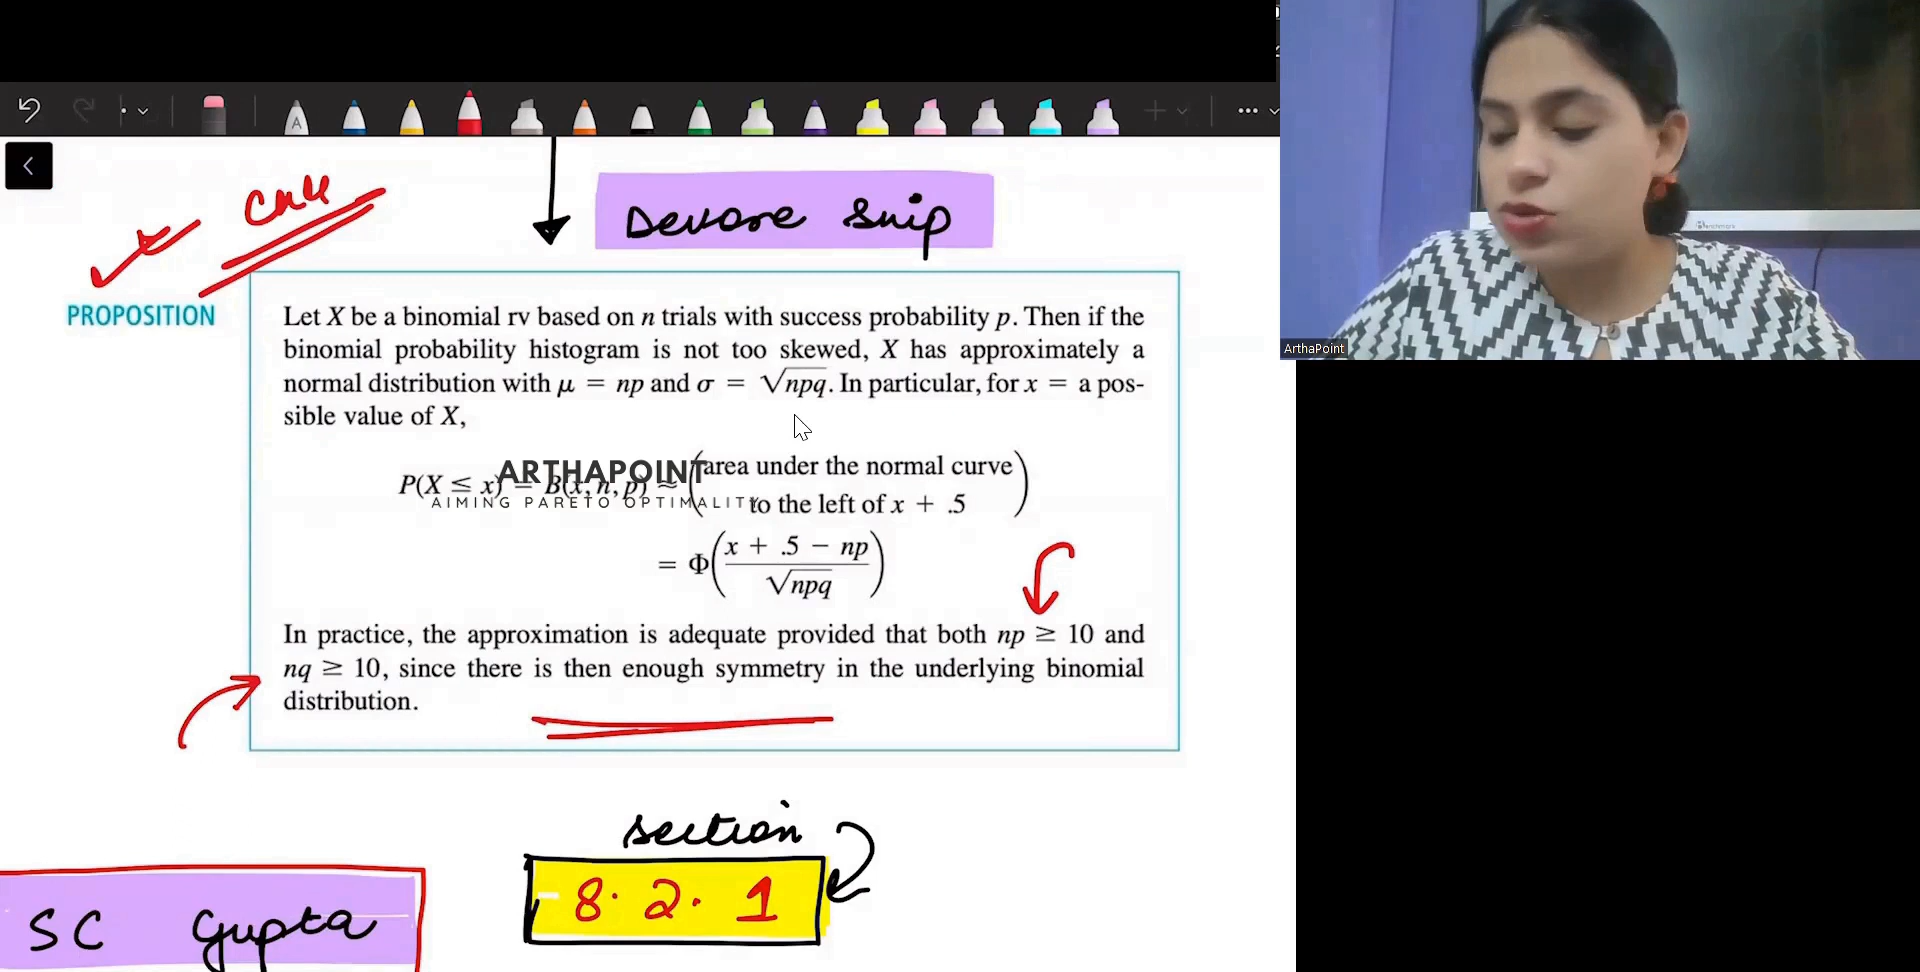 A
Devore Snip
PROPOSITION
Let X be a binomial rv based on n trials with success probability p. Then if the
binomial probability histogram is not too skewed, X has approximately a
normal distribution with μ = np and σ = √npq. In particular, for x = a pos-
sible value of X,
P(X ≤ x) = B(x, n, p) ≈ (area under the normal curve
to the left of x + .5)
ARTHAPOINT
AIMING PARETO OPTIMALITY
= Φ((x + .5 − np)/√npq)
In practice, the approximation is adequate provided that both np ≥ 10 and
nq ≥ 10, since there is then enough symmetry in the underlying binomial
distribution.
section
8.2.1
SC Gupta
ArthaPoint